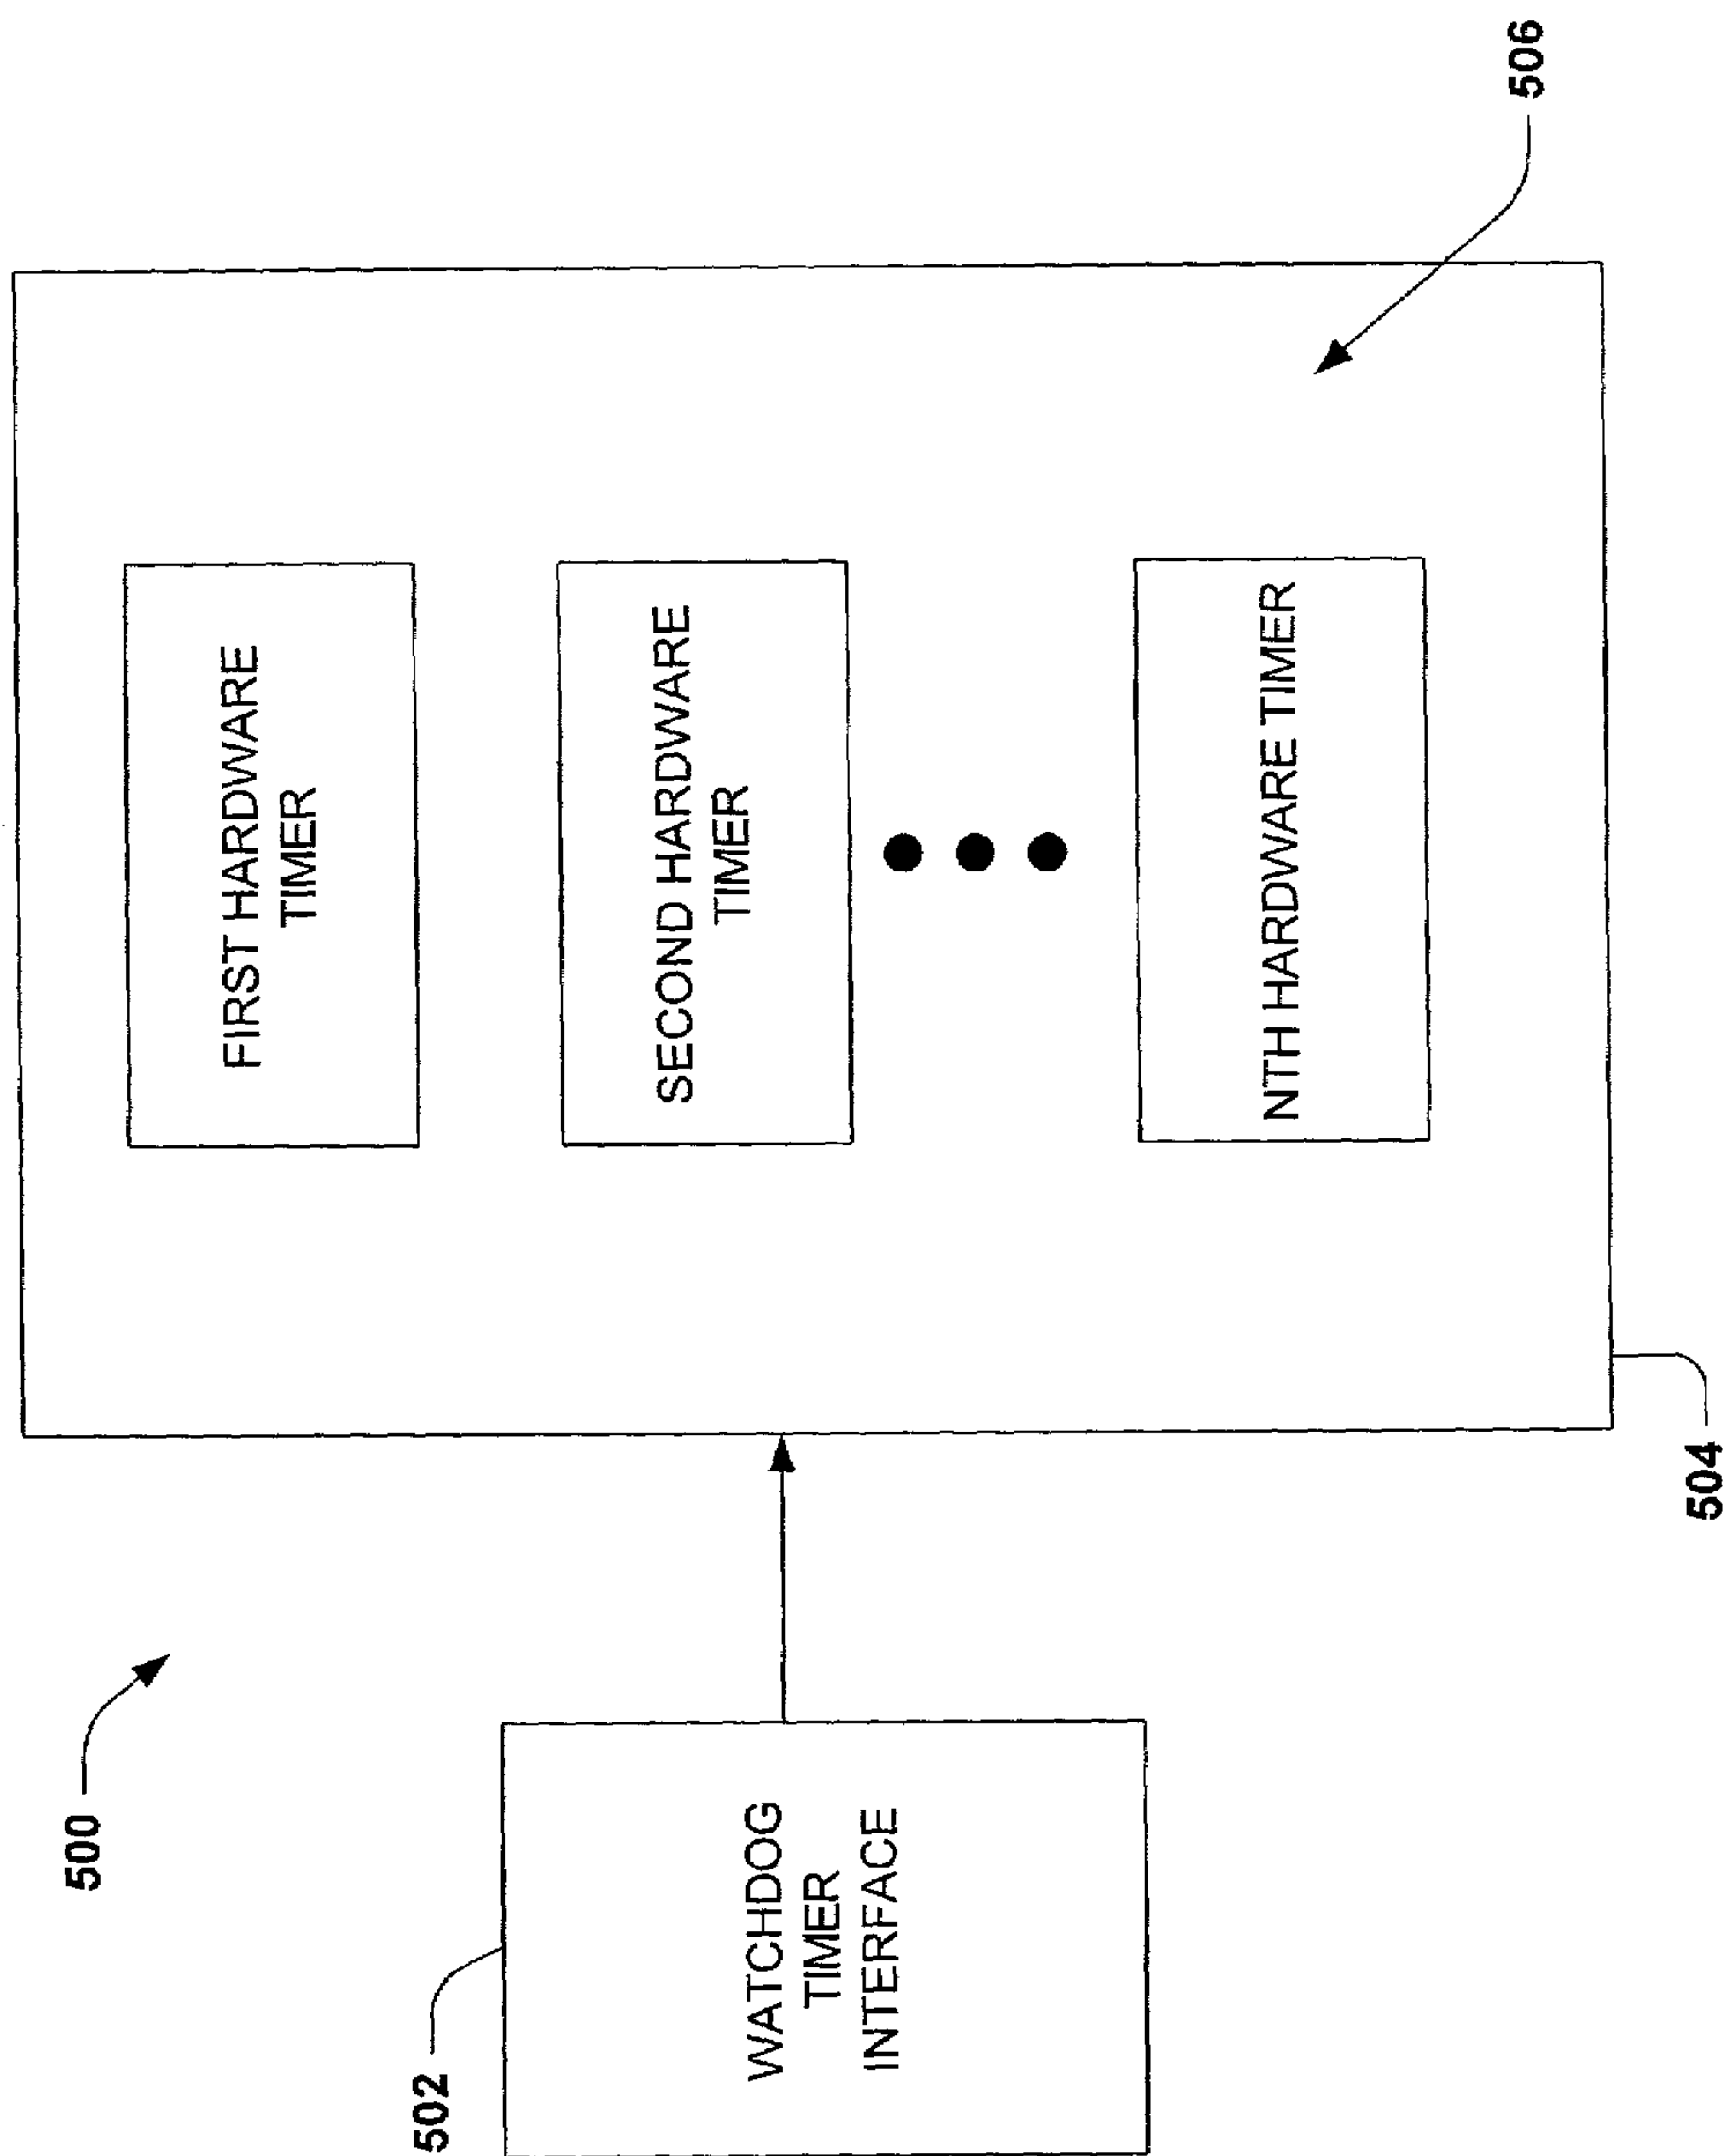 500
502
WATCHDOG
TIMER
INTERFACE
FIRST HARDWARE
TIMER
SECOND HARDWARE
TIMER
NTH HARDWARE TIMER
504
506